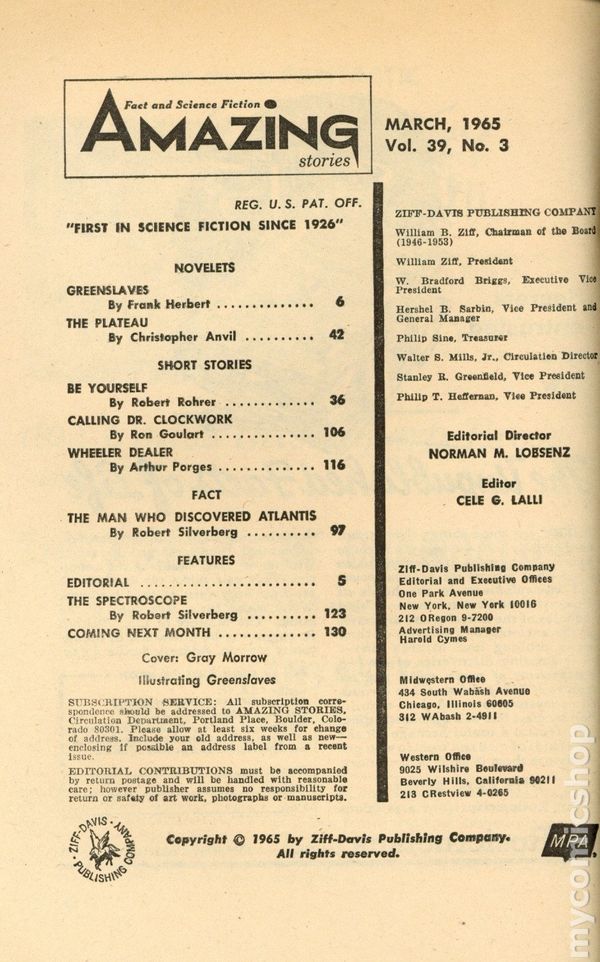 Fact and Science Fiction
AMAZING
stories
MARCH, 1965
Vol. 39, No. 3
REG. U. S. PAT. OFF.
"FIRST IN SCIENCE FICTION SINCE 1926"
NOVELETS
GREENSLAVES
By Frank Herbert .............. 6
THE PLATEAU
By Christopher Anvil .......... 42
SHORT STORIES
BE YOURSELF
By Robert Rohrer ............. 36
CALLING DR. CLOCKWORK
By Ron Goulart ............... 106
WHEELER DEALER
By Arthur Porges ............. 116
FACT
THE MAN WHO DISCOVERED ATLANTIS
By Robert Silverberg .......... 97
FEATURES
EDITORIAL ......................... 5
THE SPECTROSCOPE
By Robert Silverberg .......... 123
COMING NEXT MONTH .............. 130
Cover: Gray Morrow
Illustrating Greenslaves
SUBSCRIPTION SERVICE: All subscription corre-
spondence should be addressed to AMAZING STORIES,
Circulation Department, Portland Place, Boulder, Colo-
rado 80301. Please allow at least six weeks for change
of address. Include your old address, as well as new—
enclosing if possible an address label from a recent
issue.
EDITORIAL CONTRIBUTIONS must be accompanied
by return postage and will be handled with reasonable
care; however publisher assumes no responsibility for
return or safety of art work, photographs or manuscripts.
ZIFF-DAVIS PUBLISHING COMPANY
William B. Ziff, Chairman of the Board
(1946-1953)
William Ziff, President
W. Bradford Briggs, Executive Vice
President
Hershel B. Sarbin, Vice President and
General Manager
Philip Sine, Treasurer
Walter S. Mills, Jr., Circulation Director
Stanley R. Greenfield, Vice President
Philip T. Heffernan, Vice President
Editorial Director
NORMAN M. LOBSENZ
Editor
CELE G. LALLI
Ziff-Davis Publishing Company
Editorial and Executive Offices
One Park Avenue
New York, New York 10016
212 ORegon 9-7200
Advertising Manager
Harold Cymes
Midwestern Office
434 South Wabash Avenue
Chicago, Illinois 60605
312 WAbash 2-4911
Western Office
9025 Wilshire Boulevard
Beverly Hills, California 90211
213 CRestview 4-0265
ZIFF-DAVIS • PUBLISHING COMPANY •
Copyright © 1965 by Ziff-Davis Publishing Company.
All rights reserved.
MPA
mycomicshop